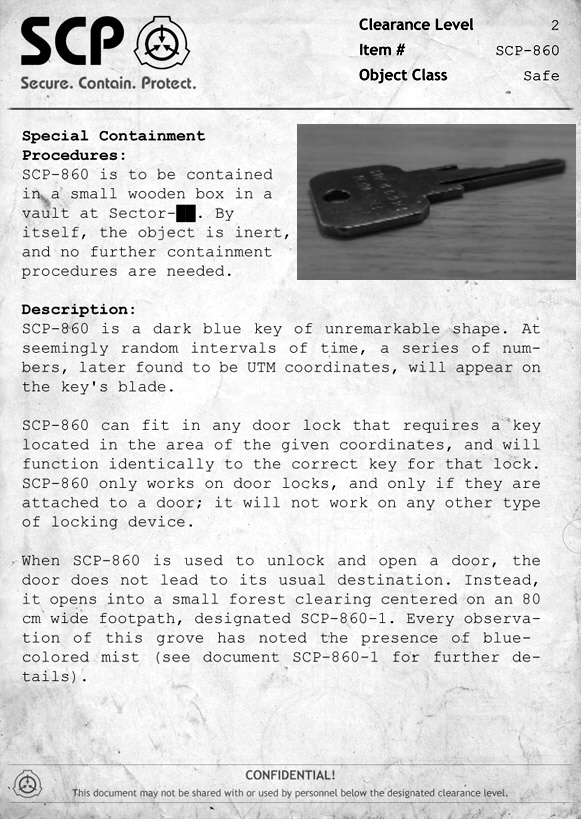 SCP
Secure. Contain. Protect.
Clearance Level 2
Item # SCP-860
Object Class Safe
Special Containment
Procedures:
SCP-860 is to be contained
in a small wooden box in a
vault at Sector-██. By
itself, the object is inert,
and no further containment
procedures are needed.
Description:
SCP-860 is a dark blue key of unremarkable shape. At
seemingly random intervals of time, a series of num-
bers, later found to be UTM coordinates, will appear on
the key's blade.
SCP-860 can fit in any door lock that requires a key
located in the area of the given coordinates, and will
function identically to the correct key for that lock.
SCP-860 only works on door locks, and only if they are
attached to a door; it will not work on any other type
of locking device.
When SCP-860 is used to unlock and open a door, the
door does not lead to its usual destination. Instead,
it opens into a small forest clearing centered on an 80
cm wide footpath, designated SCP-860-1. Every observa-
tion of this grove has noted the presence of blue-
colored mist (see document SCP-860-1 for further de-
tails).
CONFIDENTIAL!
This document may not be shared with or used by personnel below the designated clearance level.